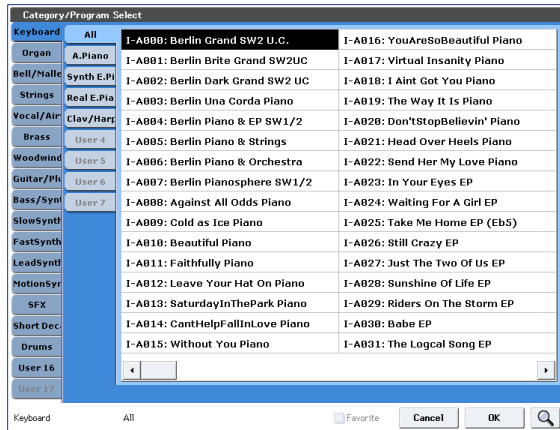 Category/Program Select
Keyboard
Organ
Bell/Malle
Strings
Vocal/Air
Brass
Woodwind
Guitar/Plu
Bass/Synt
SlowSynth
FastSynth
LeadSynth
MotionSyn
SFX
Short Dec
Drums
User 16
User 17
All
A.Piano
Synth E.Pi
Real E.Pia
Clav/Harp
User 4
User 5
User 6
User 7
I-A000: Berlin Grand SW2 U.C.
I-A001: Berlin Brite Grand SW2UC
I-A002: Berlin Dark Grand SW2 UC
I-A003: Berlin Una Corda Piano
I-A004: Berlin Piano & EP SW1/2
I-A005: Berlin Piano & Strings
I-A006: Berlin Piano & Orchestra
I-A007: Berlin Pianosphere SW1/2
I-A008: Against All Odds Piano
I-A009: Cold as Ice Piano
I-A010: Beautiful Piano
I-A011: Faithfully Piano
I-A012: Leave Your Hat On Piano
I-A013: SaturdayInThePark Piano
I-A014: CantHelpFallInLove Piano
I-A015: Without You Piano
I-A016: YouAreSoBeautiful Piano
I-A017: Virtual Insanity Piano
I-A018: I Aint Got You Piano
I-A019: The Way It Is Piano
I-A020: Don'tStopBelievin' Piano
I-A021: Head Over Heels Piano
I-A022: Send Her My Love Piano
I-A023: In Your Eyes EP
I-A024: Waiting For A Girl EP
I-A025: Take Me Home EP (Eb5)
I-A026: Still Crazy EP
I-A027: Just The Two Of Us EP
I-A028: Sunshine Of Life EP
I-A029: Riders On The Storm EP
I-A030: Babe EP
I-A031: The Logcal Song EP
Keyboard
All
Favorite
Cancel
OK